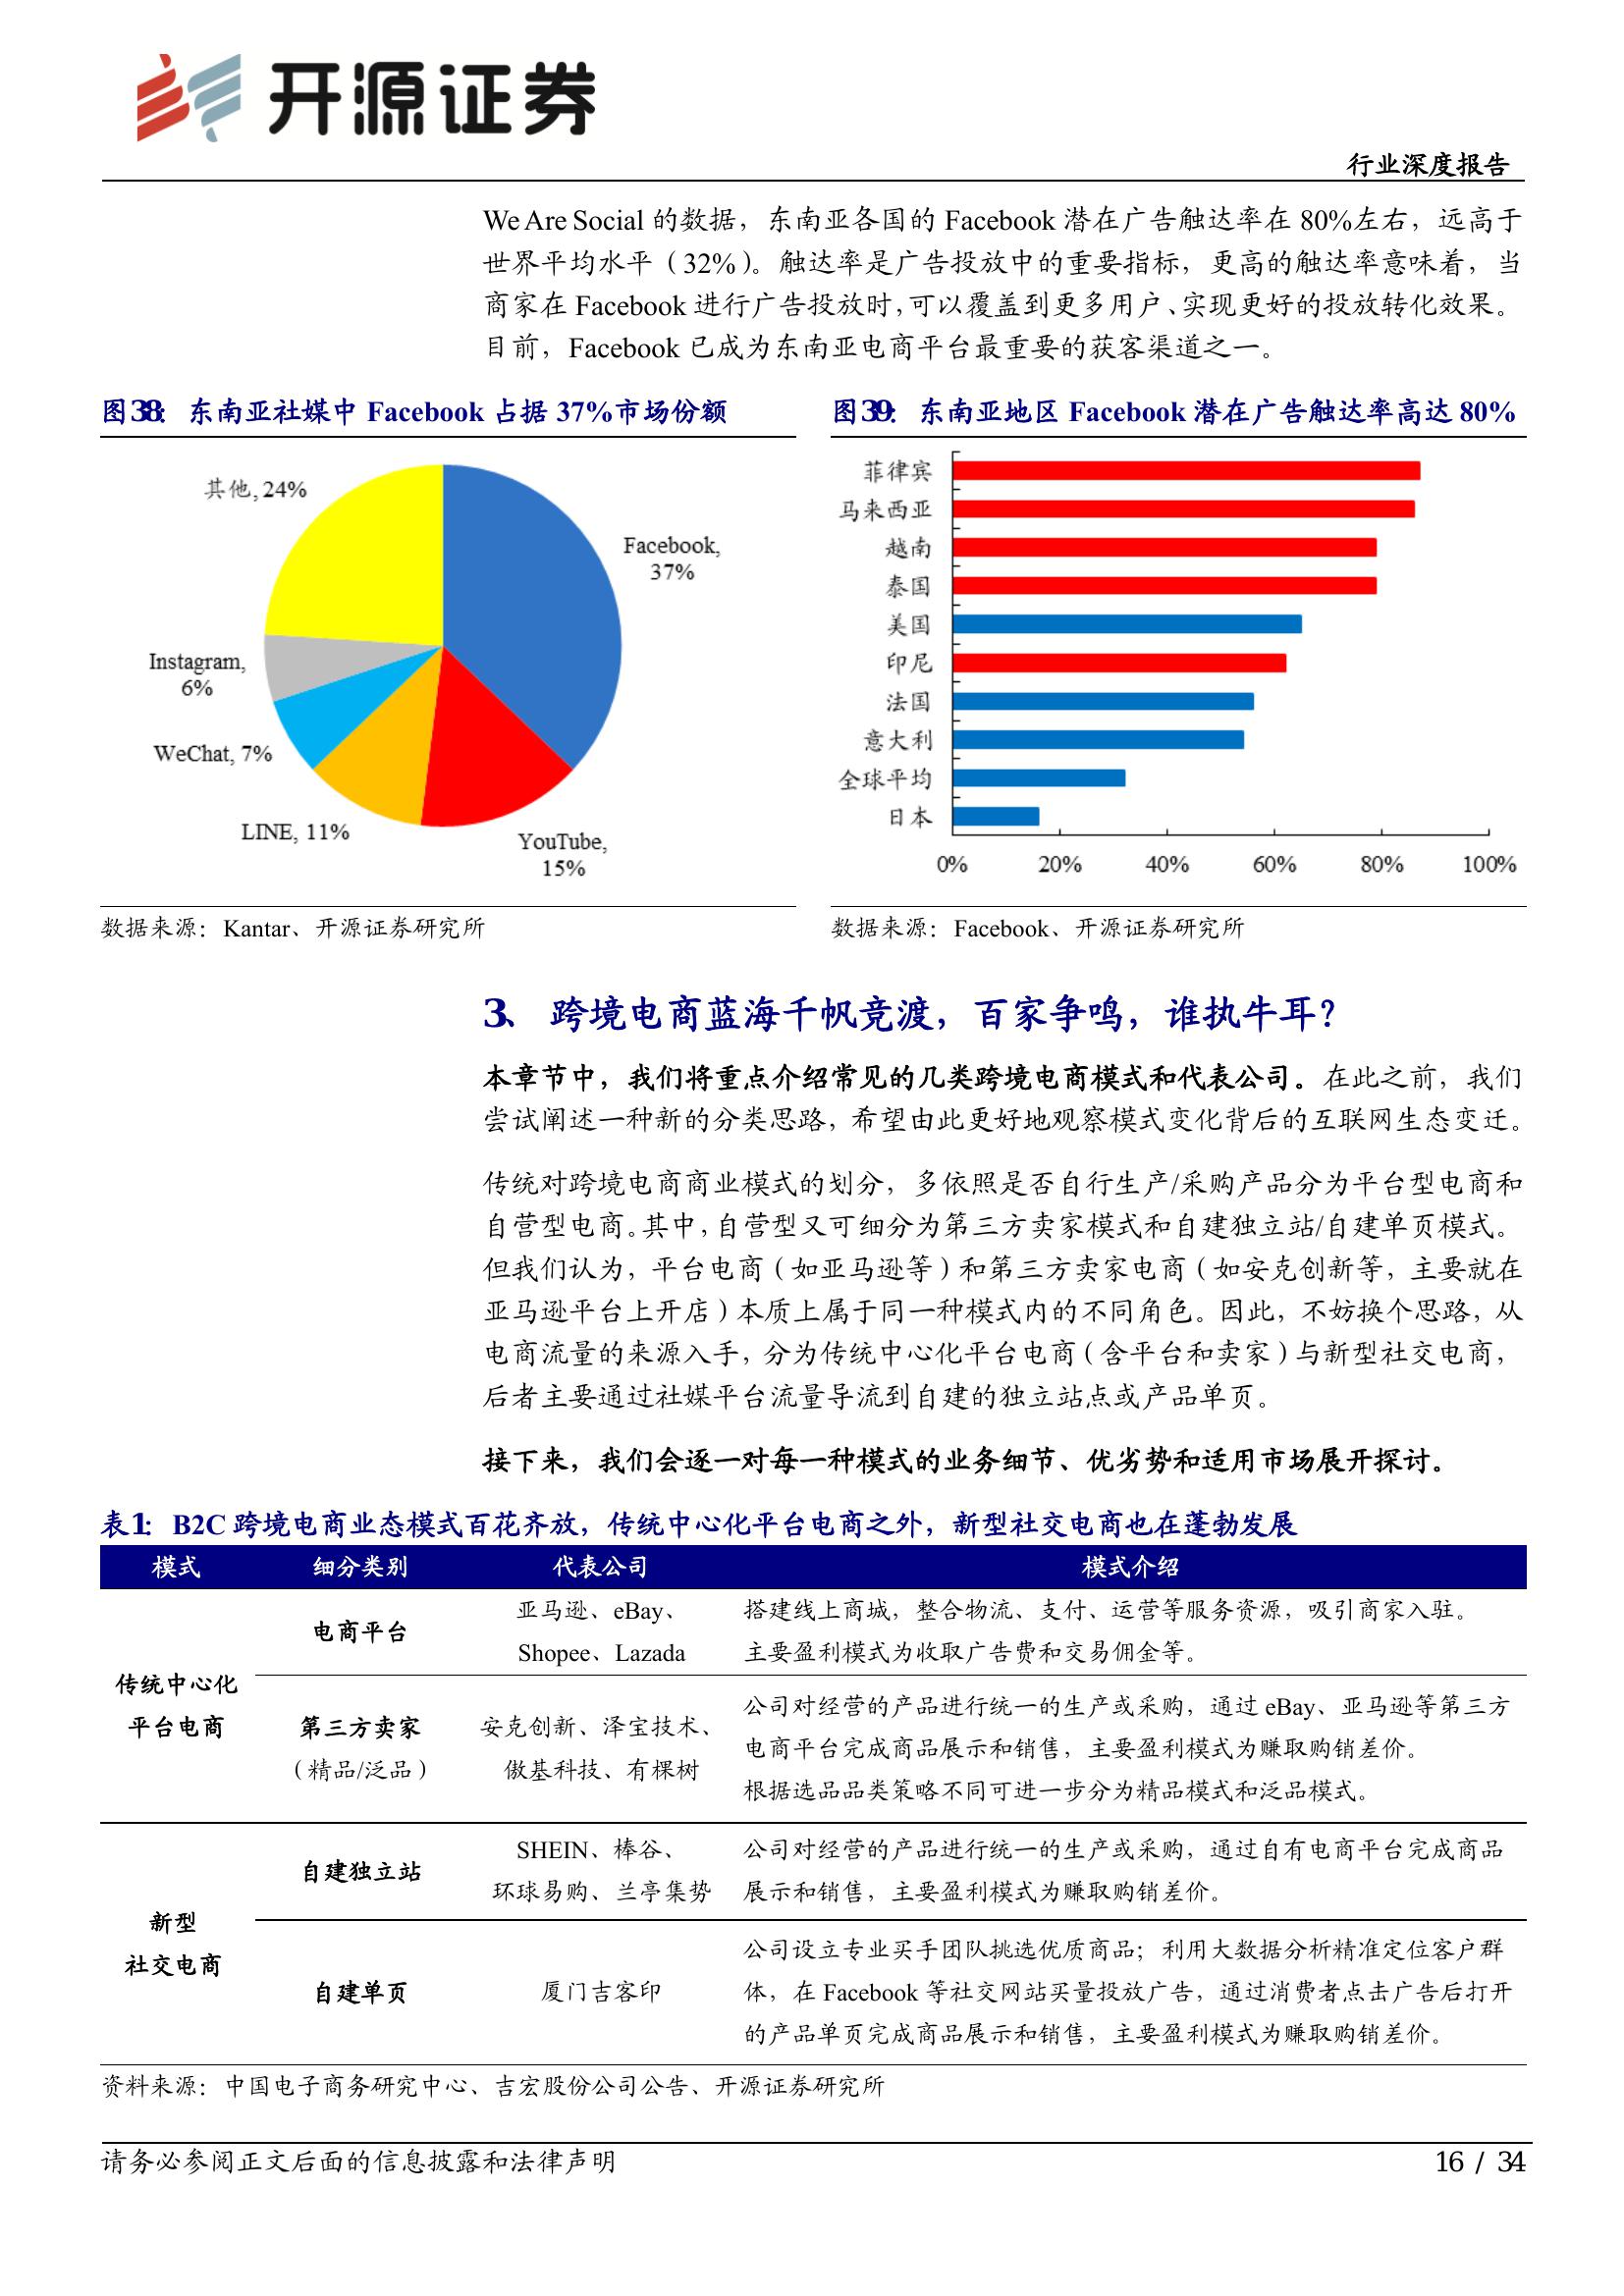 开源证券
行业深度报告
We Are Social 的数据，东南亚各国的 Facebook 潜在广告触达率在 80%左右，远高于
世界平均水平（32%）。触达率是广告投放中的重要指标，更高的触达率意味着，当
商家在 Facebook 进行广告投放时，可以覆盖到更多用户、实现更好的投放转化效果。
目前，Facebook 已成为东南亚电商平台最重要的获客渠道之一。
图38： 东南亚社媒中 Facebook 占据 37%市场份额
其他, 24%
Facebook,
37%
Instagram,
6%
WeChat, 7%
LINE, 11%
YouTube,
15%
数据来源：Kantar、开源证券研究所
图39： 东南亚地区 Facebook 潜在广告触达率高达 80%
菲律宾
马来西亚
越南
泰国
美国
印尼
法国
意大利
全球平均
日本
0% 20% 40% 60% 80% 100%
数据来源：Facebook、开源证券研究所
3、 跨境电商蓝海千帆竞渡，百家争鸣，谁执牛耳？
本章节中，我们将重点介绍常见的几类跨境电商模式和代表公司。在此之前，我们
尝试阐述一种新的分类思路，希望由此更好地观察模式变化背后的互联网生态变迁。
传统对跨境电商商业模式的划分，多依照是否自行生产/采购产品分为平台型电商和
自营型电商。其中，自营型又可细分为第三方卖家模式和自建独立站/自建单页模式。
但我们认为，平台电商（如亚马逊等）和第三方卖家电商（如安克创新等，主要就在
亚马逊平台上开店）本质上属于同一种模式内的不同角色。因此，不妨换个思路，从
电商流量的来源入手，分为传统中心化平台电商（含平台和卖家）与新型社交电商，
后者主要通过社媒平台流量导流到自建的独立站点或产品单页。
接下来，我们会逐一对每一种模式的业务细节、优劣势和适用市场展开探讨。
表1： B2C 跨境电商业态模式百花齐放，传统中心化平台电商之外，新型社交电商也在蓬勃发展
模式 细分类别 代表公司 模式介绍
传统中心化
平台电商
电商平台
亚马逊、eBay、
Shopee、Lazada
搭建线上商城，整合物流、支付、运营等服务资源，吸引商家入驻。
主要盈利模式为收取广告费和交易佣金等。
第三方卖家
（精品/泛品）
安克创新、泽宝技术、
傲基科技、有棵树
公司对经营的产品进行统一的生产或采购，通过 eBay、亚马逊等第三方
电商平台完成商品展示和销售，主要盈利模式为赚取购销差价。
根据选品品类策略不同可进一步分为精品模式和泛品模式。
新型
社交电商
自建独立站
SHEIN、棒谷、
环球易购、兰亭集势
公司对经营的产品进行统一的生产或采购，通过自有电商平台完成商品
展示和销售，主要盈利模式为赚取购销差价。
自建单页
厦门吉客印
公司设立专业买手团队挑选优质商品；利用大数据分析精准定位客户群
体，在 Facebook 等社交网站买量投放广告，通过消费者点击广告后打开
的产品单页完成商品展示和销售，主要盈利模式为赚取购销差价。
资料来源：中国电子商务研究中心、吉宏股份公司公告、开源证券研究所
请务必参阅正文后面的信息披露和法律声明
16 / 34